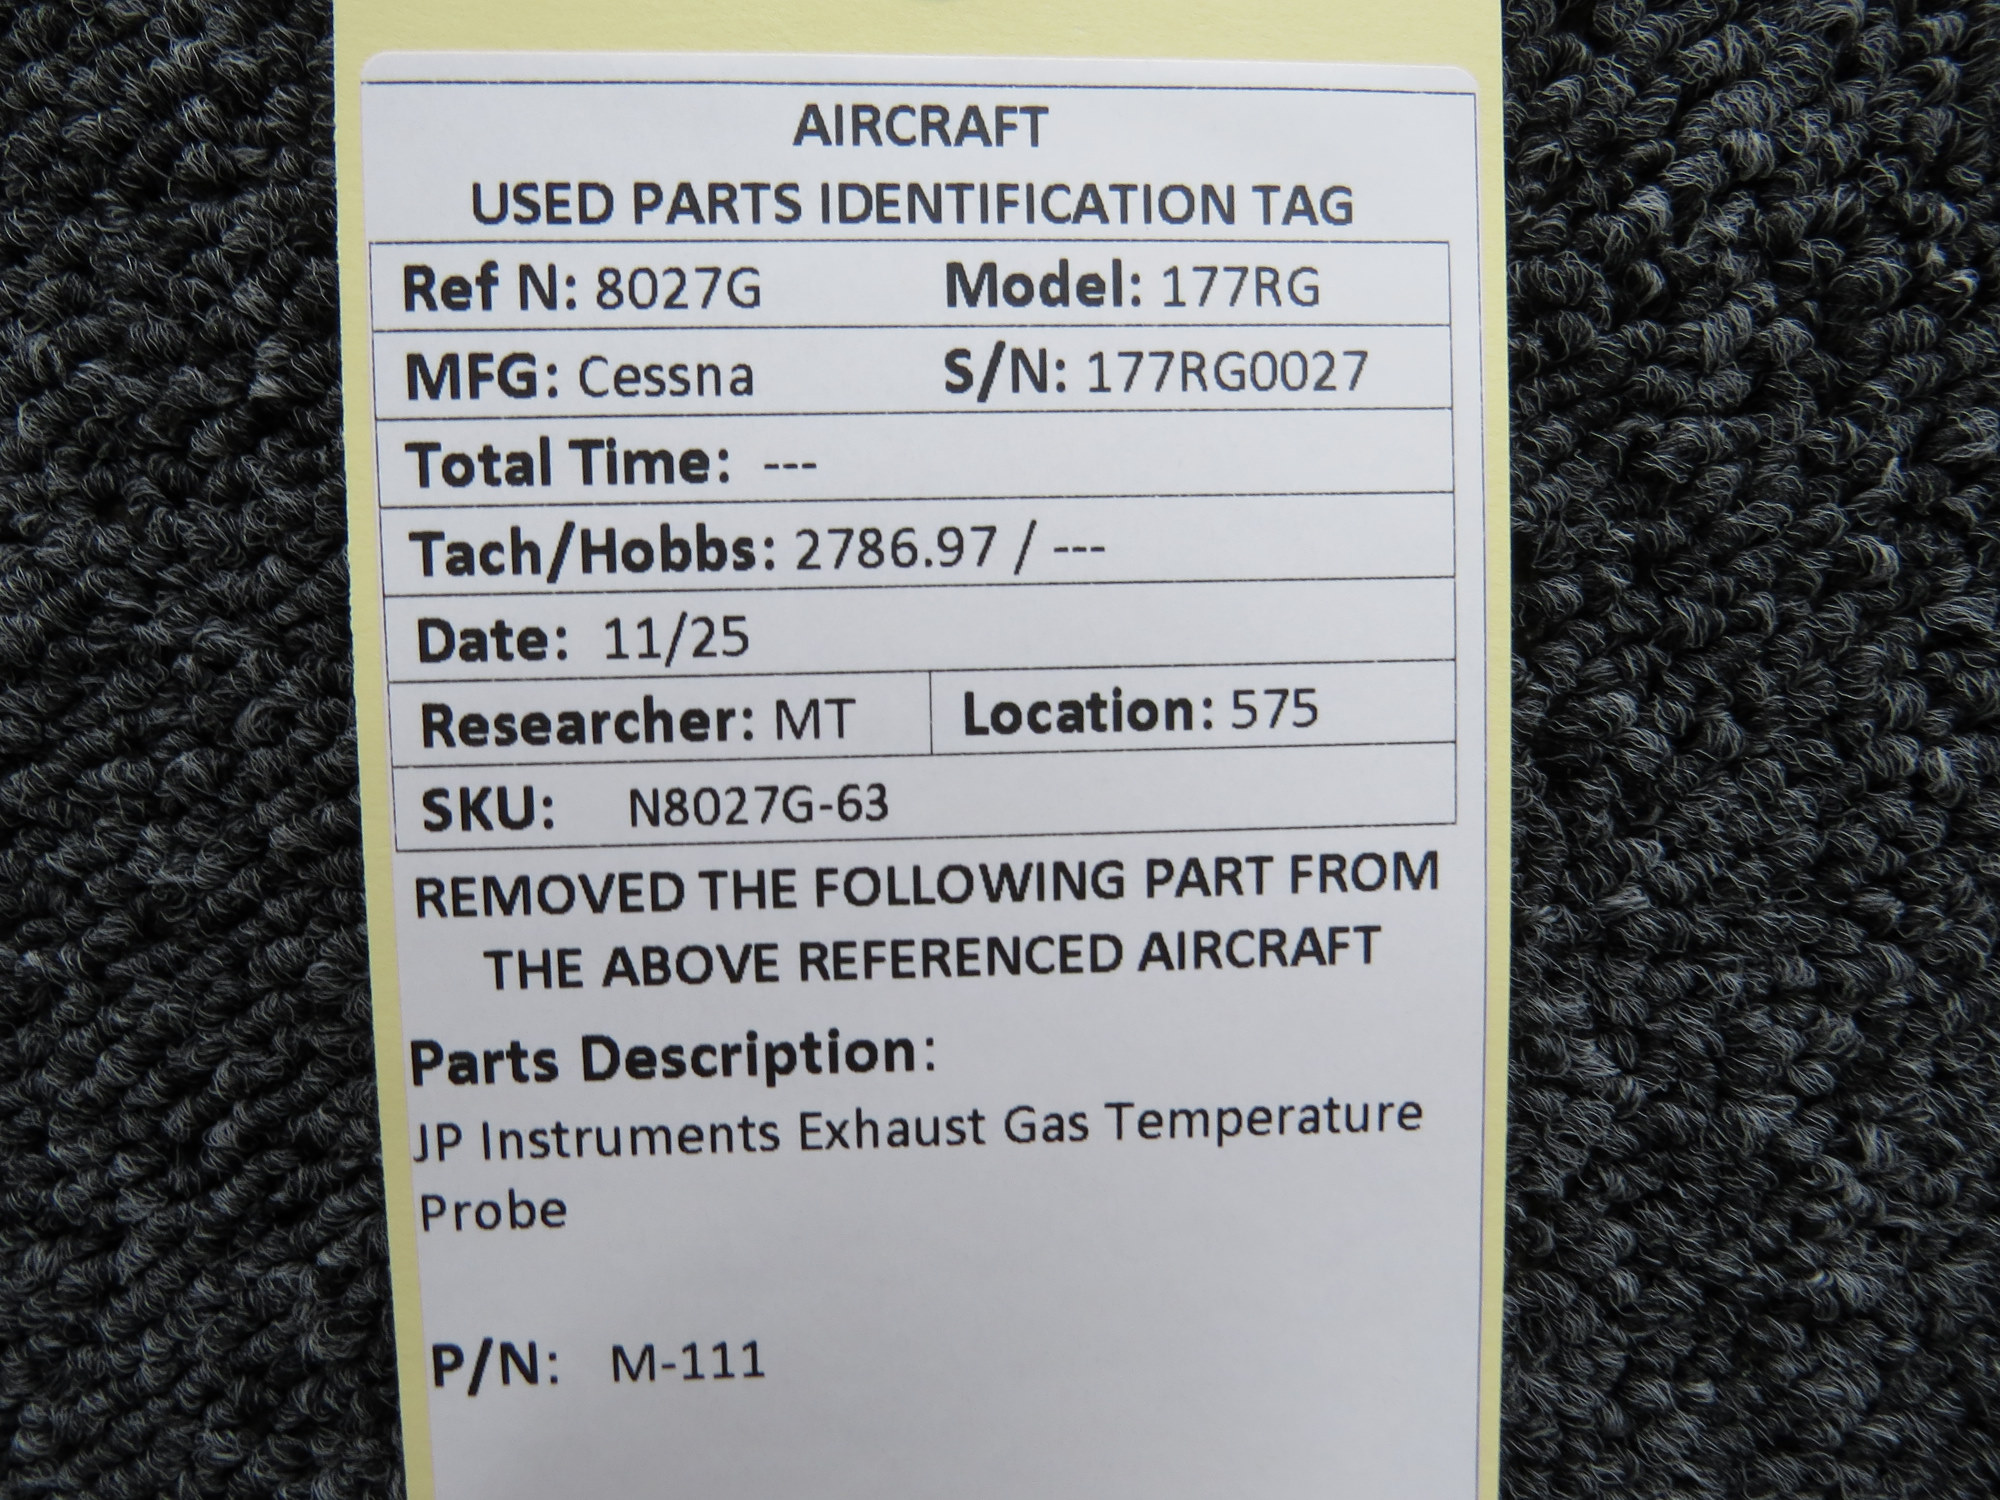 AIRCRAFT
USED PARTS IDENTIFICATION TAG
Ref N: 8027G Model: 177RG
MFG: Cessna S/N: 177RG0027
Total Time: ---
Tach/Hobbs: 2786.97 / ---
Date: 11/25
Researcher: MT Location: 575
SKU: N8027G-63
REMOVED THE FOLLOWING PART FROM
THE ABOVE REFERENCED AIRCRAFT
Parts Description:
JP Instruments Exhaust Gas Temperature
Probe
P/N: M-111